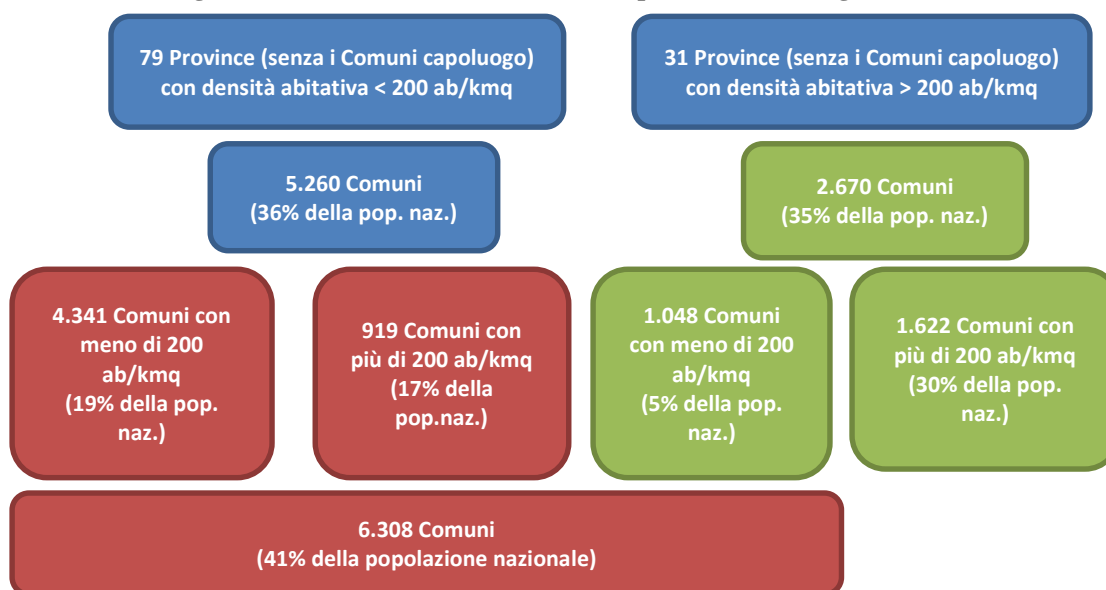 79 Province (senza i Comuni capoluogo)
con densità abitativa < 200 ab/kmq
31 Province (senza i Comuni capoluogo)
con densità abitativa > 200 ab/kmq
5.260 Comuni
(36% della pop. naz.)
2.670 Comuni
(35% della pop. naz.)
4.341 Comuni con
meno di 200
ab/kmq
(19% della pop.
naz.)
919 Comuni con
più di 200 ab/kmq
(17% della
pop.naz.)
1.048 Comuni
con meno di 200
ab/kmq
(5% della pop.
naz.)
1.622 Comuni con
più di 200 ab/kmq
(30% della pop.
naz.)
6.308 Comuni
(41% della popolazione nazionale)